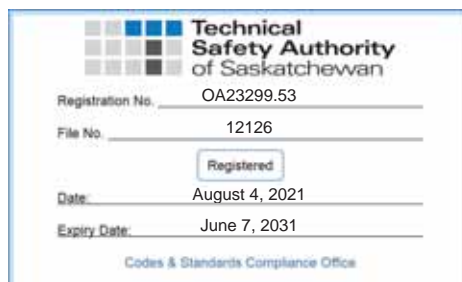 Technical
Safety Authority
of Saskatchewan
Registration No. OA23299.53
File No. 12126
Registered
Date: August 4, 2021
Expiry Date: June 7, 2031
Codes & Standards Compliance Office